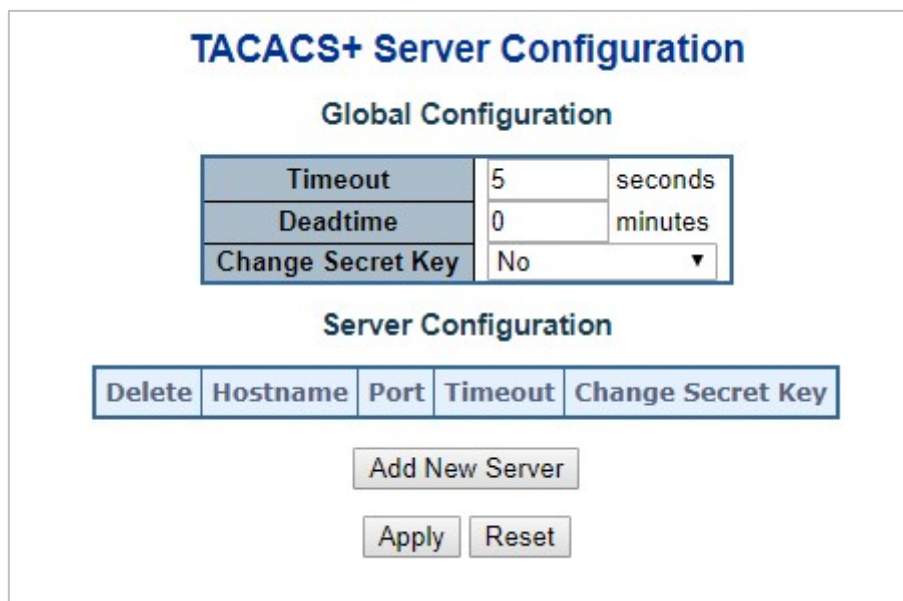 TACACS+ Server Configuration
Global Configuration
Timeout 5 seconds
Deadtime 0 minutes
Change Secret Key No
Server Configuration
Delete Hostname Port Timeout Change Secret Key
Add New Server
Apply Reset